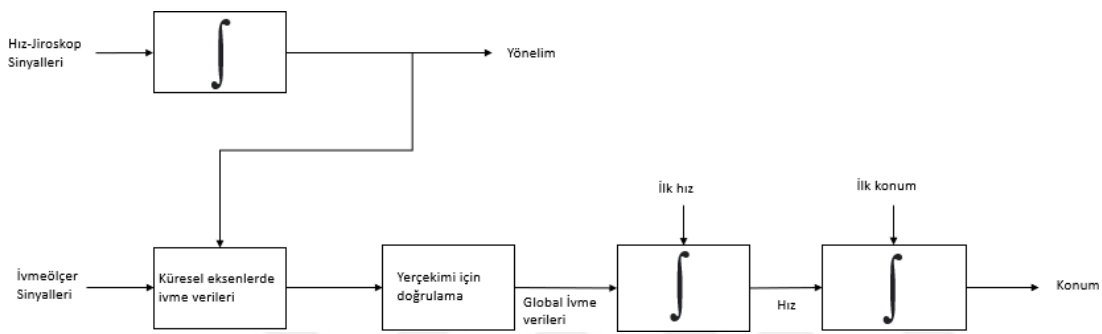 Hız-Jiroskop
Sinyalleri
Yönelim
İlk hız
İlk konum
İvmeölçer
Sinyalleri
Küresel eksenlerde
ivme verileri
Yerçekimi için
doğrulama
Global İvme
verileri
Hız
Konum